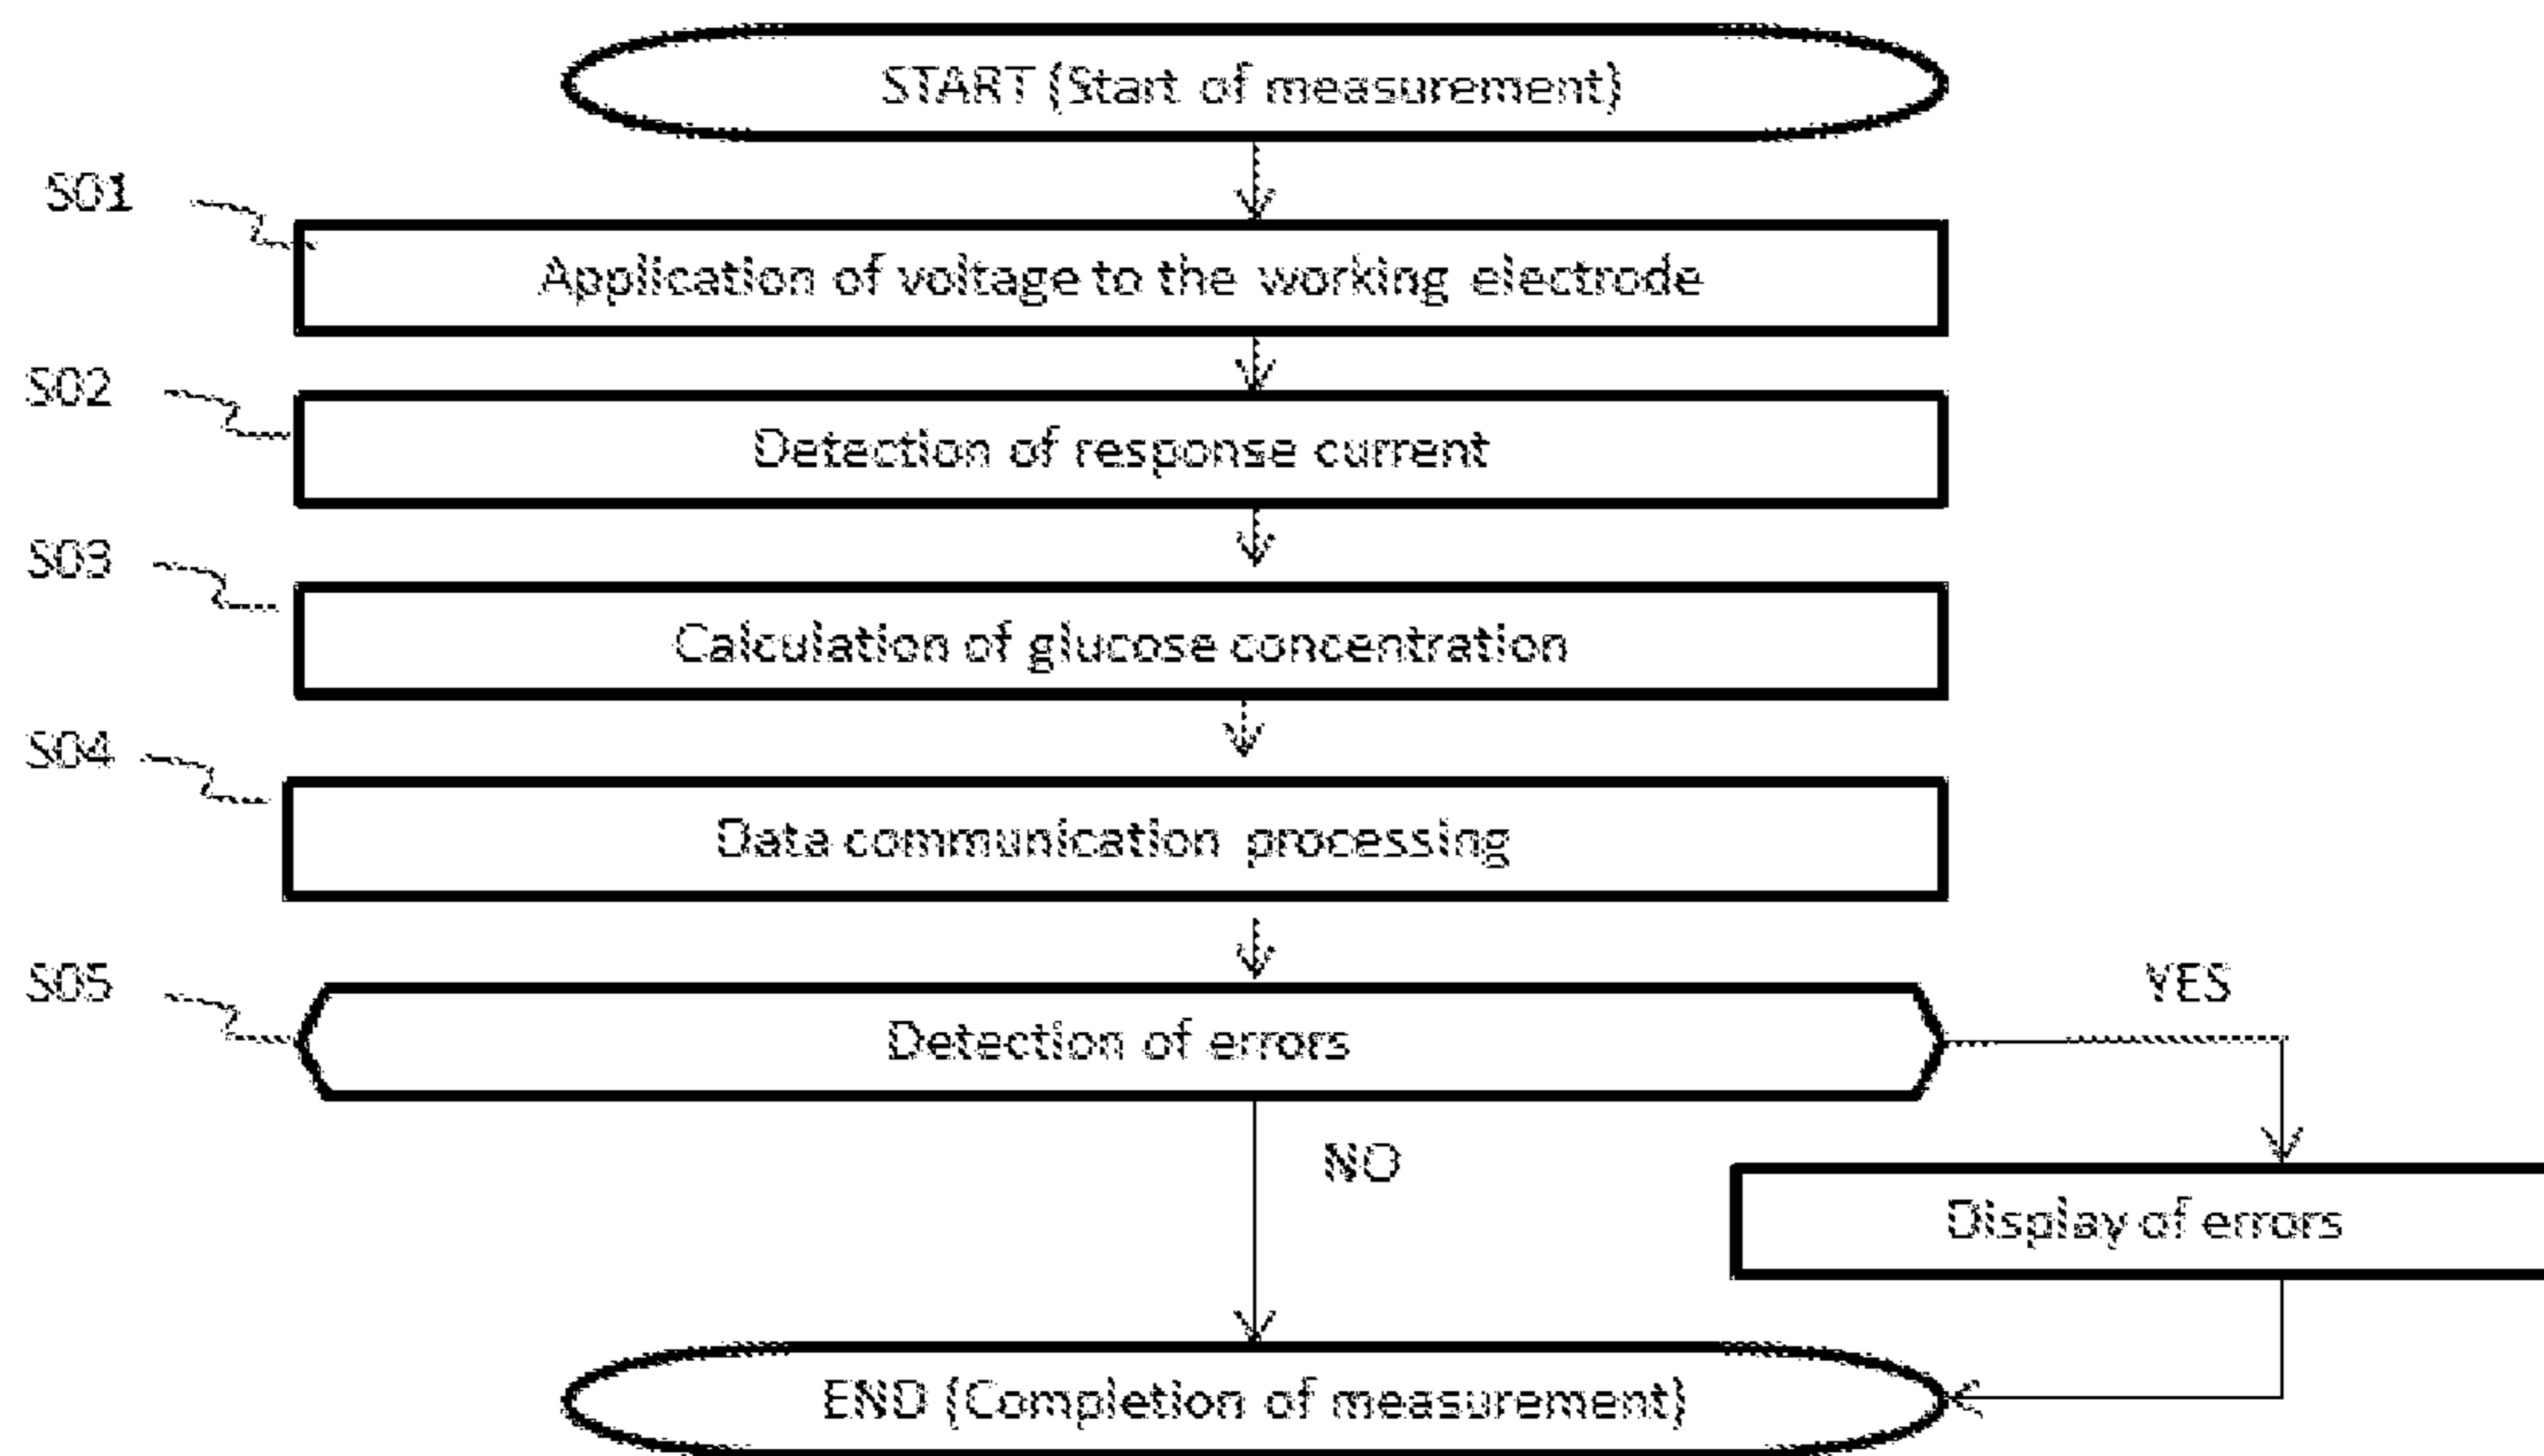 START (Start of measurement)
S01
Application of voltage to the working electrode
S02
Detection of response current
S03
Calculation of glucose concentration
S04
Data communication processing
S05
Detection of errors
YES
NO
Display of errors
END (Completion of measurement)